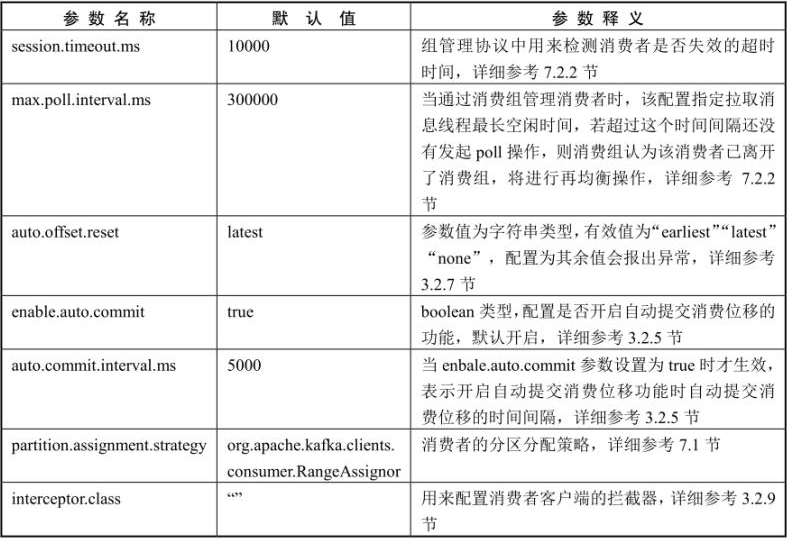 参数名称 默认值 参数释义
session.timeout.ms 10000 组管理协议中用来检测消费者是否失效的超时
时间，详细参考 7.2.2 节
max.poll.interval.ms 300000 当通过消费组管理消费者时，该配置指定拉取消
息线程最长空闲时间，若超过这个时间间隔还没
有发起 poll 操作，则消费组认为该消费者已离开
了消费组，将进行再均衡操作，详细参考 7.2.2
节
auto.offset.reset latest 参数值为字符串类型，有效值为“earliest”“latest”
“none”，配置为其余值会报出异常，详细参考
3.2.7 节
enable.auto.commit true boolean 类型，配置是否开启自动提交消费位移的
功能，默认开启，详细参考 3.2.5 节
auto.commit.interval.ms 5000 当 enbale.auto.commit 参数设置为 true 时才生效，
表示开启自动提交消费位移功能时自动提交消
费位移的时间间隔，详细参考 3.2.5 节
partition.assignment.strategy org.apache.kafka.clients. 消费者的分区分配策略，详细参考 7.1 节
consumer.RangeAssignor
interceptor.class “” 用来配置消费者客户端的拦截器，详细参考 3.2.9
节